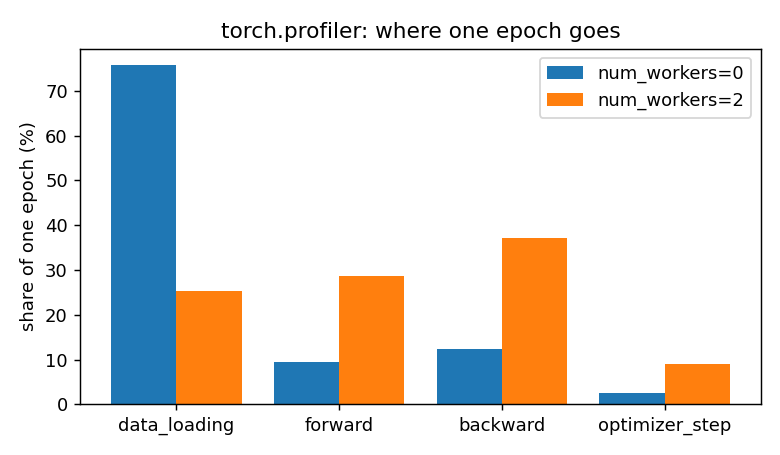 torch.profiler: where one epoch goes
num_workers=0
num_workers=2
share of one epoch (%)
70
60
50
40
30
20
10
0
data_loading
forward
backward
optimizer_step